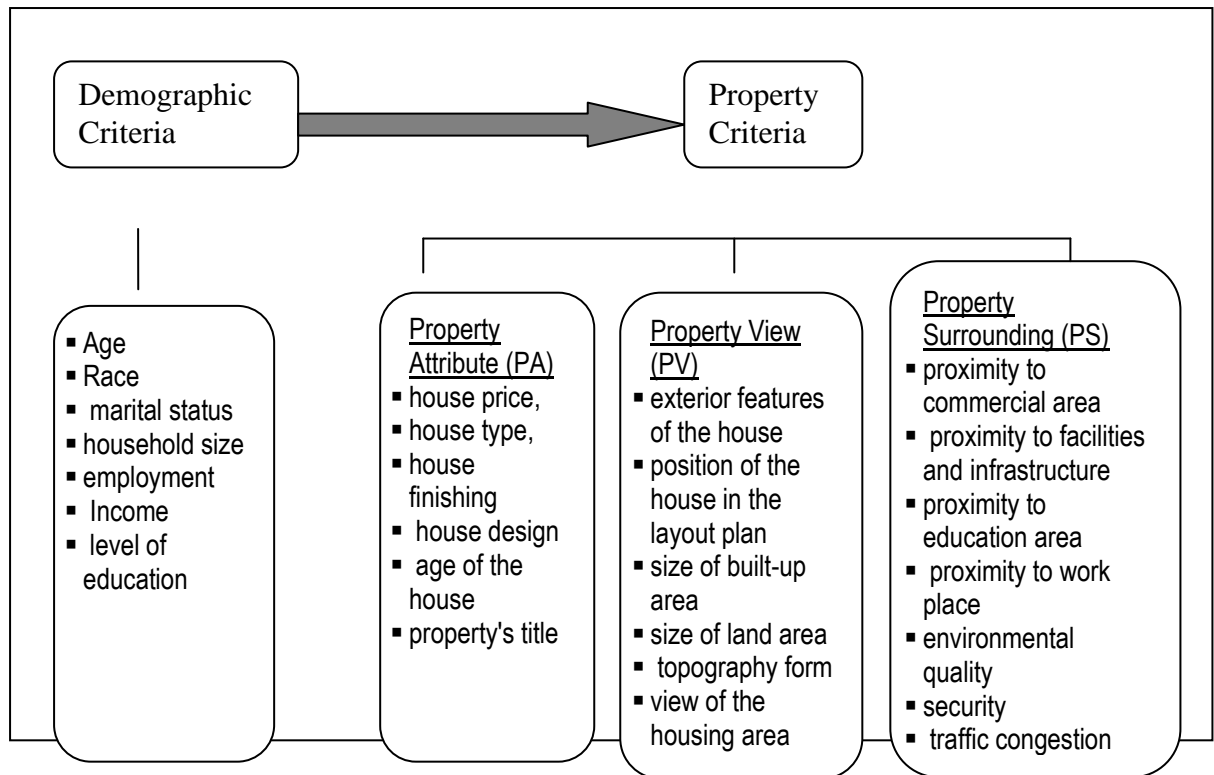 Demographic
Criteria
Property
Criteria
▪ Age
▪ Race
▪ marital status
▪ household size
▪ employment
▪ Income
▪ level of
education
Property
Attribute (PA)
▪ house price,
▪ house type,
▪ house
finishing
▪ house design
▪ age of the
house
▪ property's title
Property View
(PV)
▪ exterior features
of the house
▪ position of the
house in the
layout plan
▪ size of built-up
area
▪ size of land area
▪ topography form
▪ view of the
housing area
Property
Surrounding (PS)
▪ proximity to
commercial area
▪ proximity to facilities
and infrastructure
▪ proximity to
education area
▪ proximity to work
place
▪ environmental
quality
▪ security
▪ traffic congestion